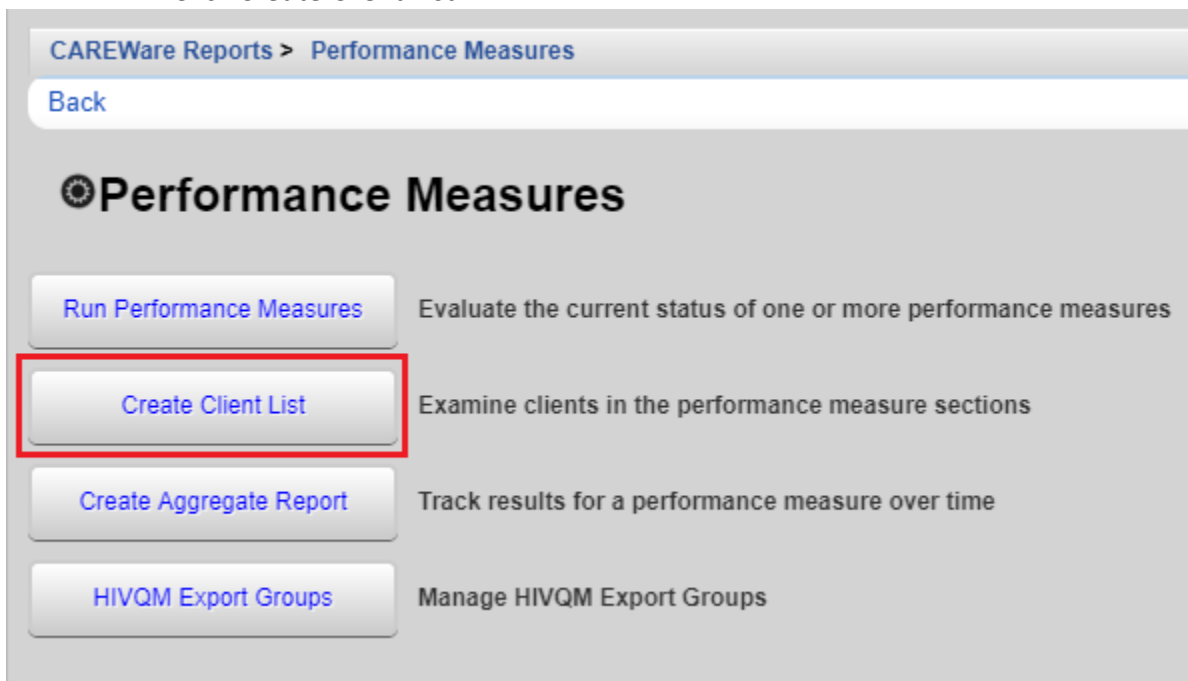 CAREWare Reports > Performance Measures
Back
Performance Measures
Run Performance Measures Evaluate the current status of one or more performance measures
Create Client List Examine clients in the performance measure sections
Create Aggregate Report Track results for a performance measure over time
HIVQM Export Groups Manage HIVQM Export Groups